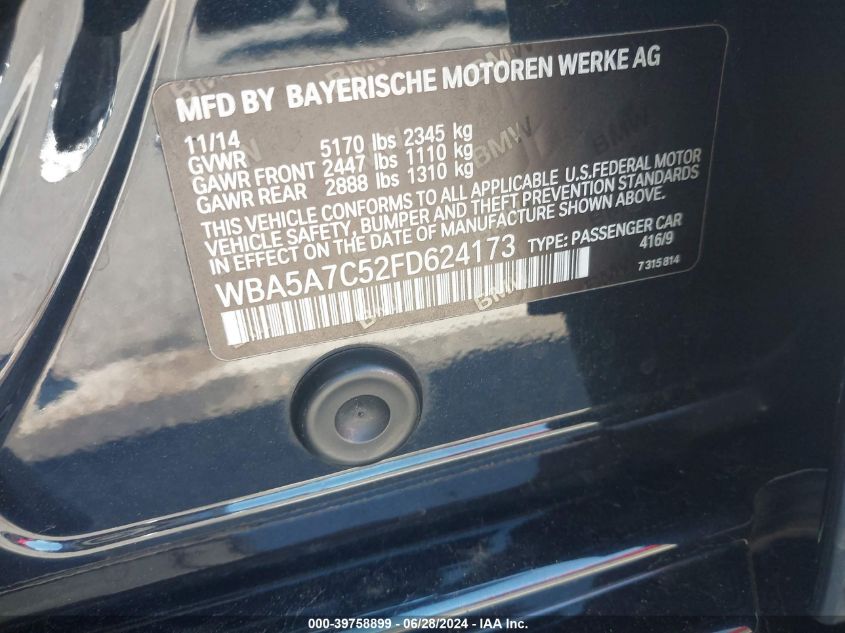 MFD BY BAYERISCHE MOTOREN WERKE AG
11/14
GVWR 5170 lbs 2345 kg
GAWR FRONT 2447 lbs 1110 kg
GAWR REAR 2888 lbs 1310 kg
THIS VEHICLE CONFORMS TO ALL APPLICABLE U.S.FEDERAL MOTOR
VEHICLE SAFETY, BUMPER AND THEFT PREVENTION STANDARDS
IN EFFECT ON THE DATE OF MANUFACTURE SHOWN ABOVE.
WBA5A7C52FD624173 TYPE: PASSENGER CAR
416/9
7 315 814
000-39758899 - 06/28/2024 - IAA Inc.